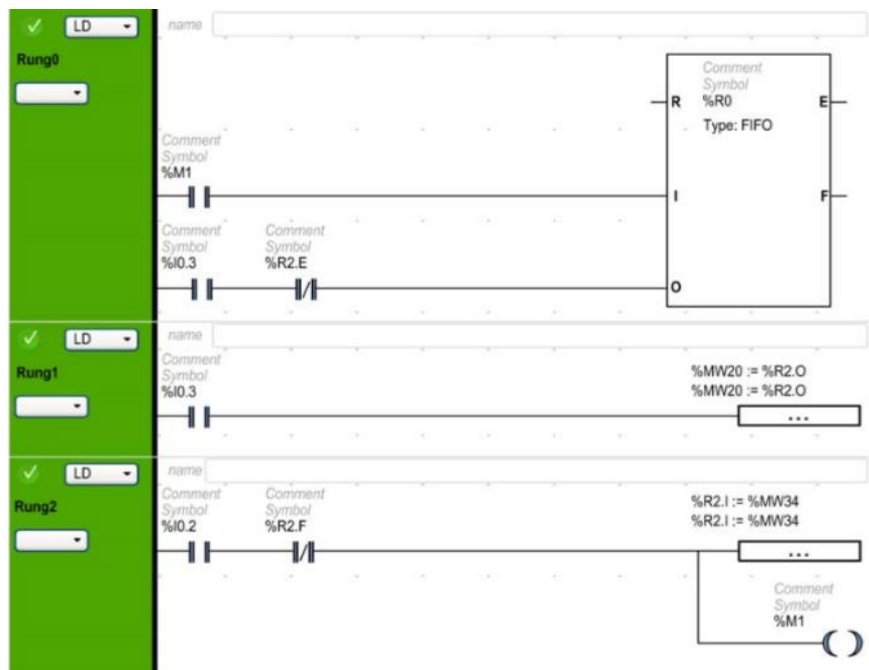 LD
name
Rung0
Comment
Symbol
R
%R0
E
Type: FIFO
Comment
Symbol
%M1
I
F
Comment
Comment
Symbol
Symbol
%I0.3
%R2.E
O
LD
name
Rung1
Comment
Symbol
%I0.3
%MW20 := %R2.O
%MW20 := %R2.O
...
LD
name
Rung2
Comment
Comment
Symbol
Symbol
%I0.2
%R2.F
%R2.I := %MW34
%R2.I := %MW34
...
Comment
Symbol
%M1